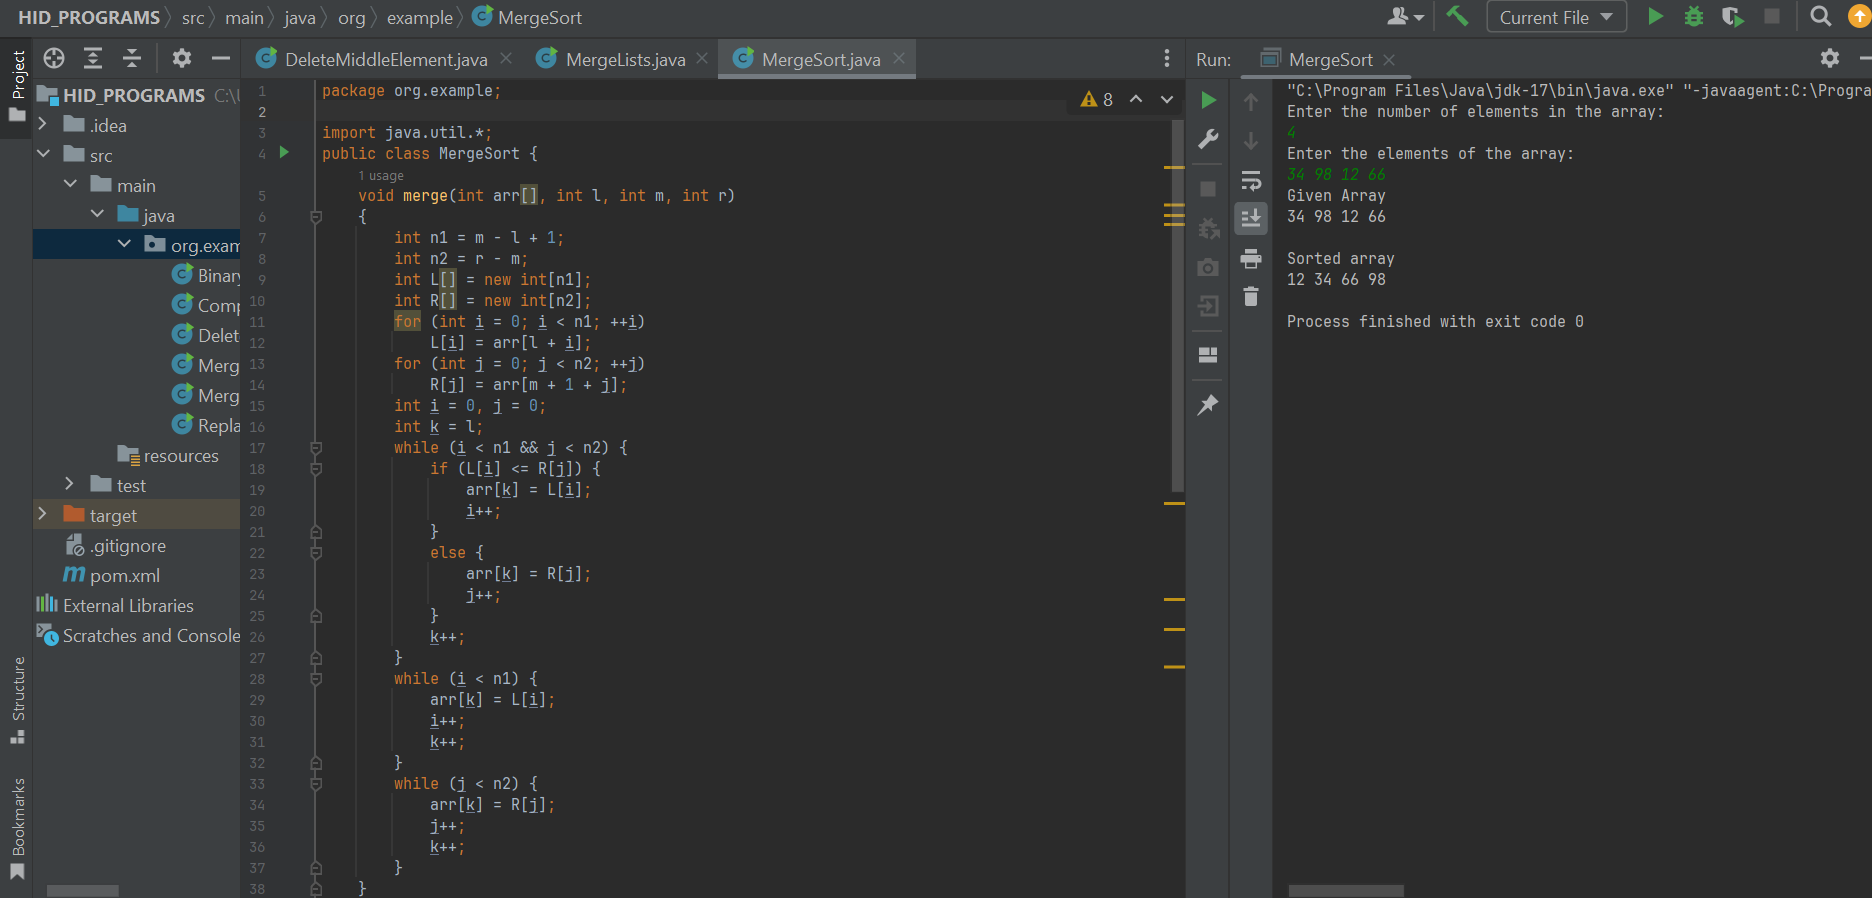 HID_PROGRAMS src main java org example MergeSort
Current File
Project
DeleteMiddleElement.java
MergeLists.java
MergeSort.java
Run: MergeSort
HID_PROGRAMS
.idea
src
main
java
org.exam
Binary
Comp
Delet
Merg
Merg
Repla
resources
test
target
.gitignore
pom.xml
External Libraries
Scratches and Console
Structure
Bookmarks
8
1 package org.example;
2
3 import java.util.*;
4 public class MergeSort {
1 usage
5 void merge(int arr[], int l, int m, int r)
6 {
7 int n1 = m - l + 1;
8 int n2 = r - m;
9 int L[] = new int[n1];
10 int R[] = new int[n2];
11 for (int i = 0; i < n1; ++i)
12 L[i] = arr[l + i];
13 for (int j = 0; j < n2; ++j)
14 R[j] = arr[m + 1 + j];
15 int i = 0, j = 0;
16 int k = l;
17 while (i < n1 && j < n2) {
18 if (L[i] <= R[j]) {
19 arr[k] = L[i];
20 i++;
21 }
22 else {
23 arr[k] = R[j];
24 j++;
25 }
26 k++;
27 }
28 while (i < n1) {
29 arr[k] = L[i];
30 i++;
31 k++;
32 }
33 while (j < n2) {
34 arr[k] = R[j];
35 j++;
36 k++;
37 }
38 }
"C:\Program Files\Java\jdk-17\bin\java.exe" "-javaagent:C:\Progra
Enter the number of elements in the array:
4
Enter the elements of the array:
34 98 12 66
Given Array
34 98 12 66
Sorted array
12 34 66 98
Process finished with exit code 0